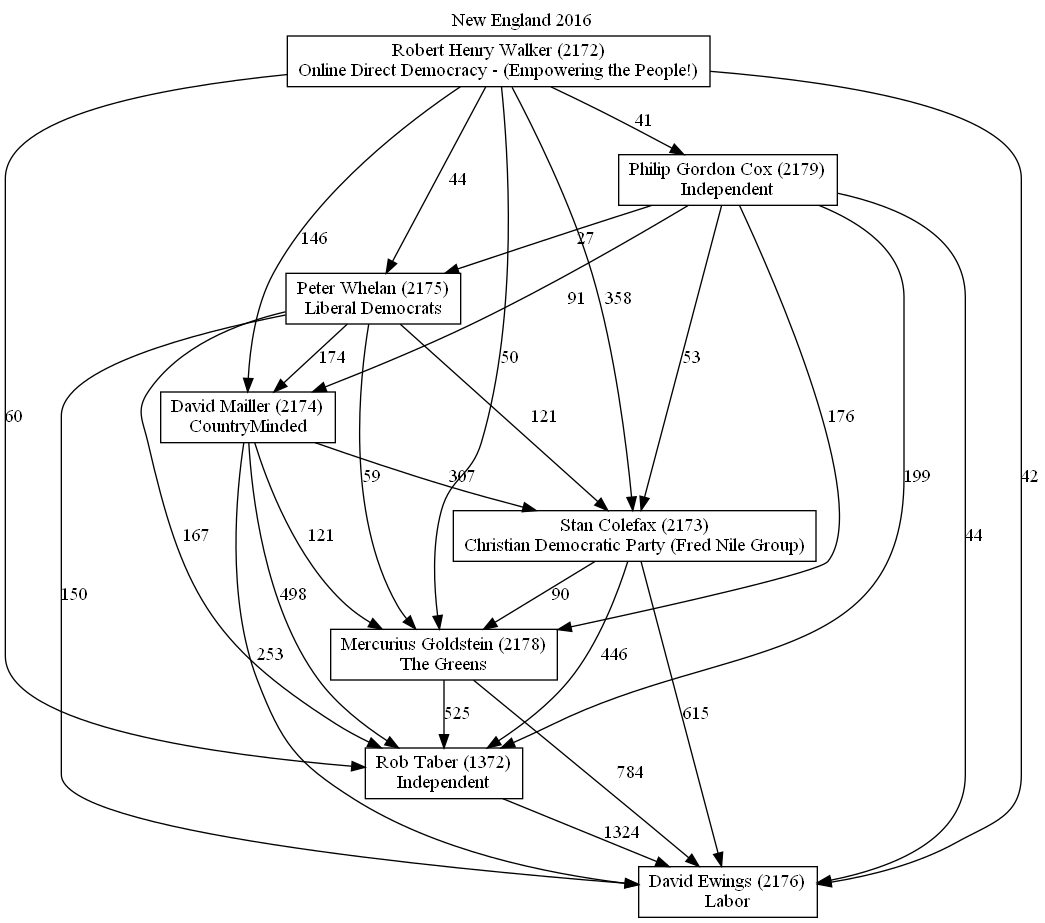 New England 2016
Robert Henry Walker (2172)
Online Direct Democracy - (Empowering the People!)
41
Philip Gordon Cox (2179)
Independent
44
146
27
Peter Whelan (2175)
Liberal Democrats
91
358
174
50
53
David Mailler (2174)
CountryMinded
60
121
176
59
307
199
42
Stan Colefax (2173)
Christian Democratic Party (Fred Nile Group)
167
121
44
150
498
90
Mercurius Goldstein (2178)
The Greens
253
446
525
615
Rob Taber (1372)
Independent
784
1324
David Ewings (2176)
Labor